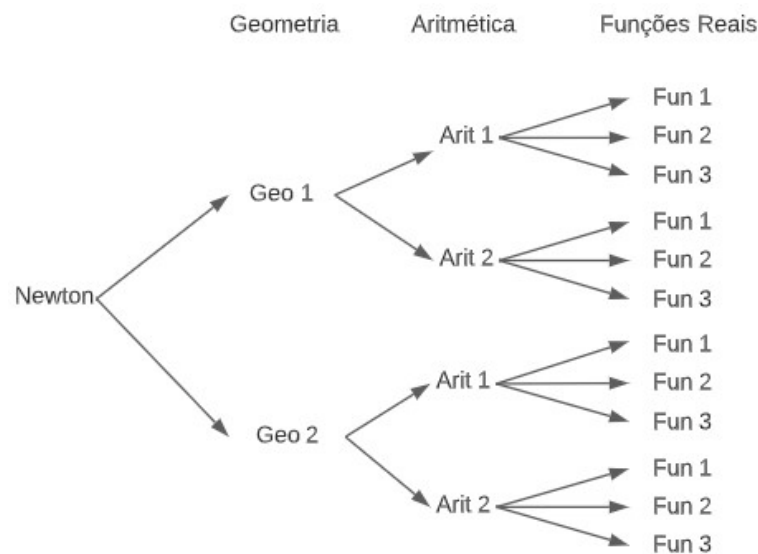 Geometria Aritmética Funções Reais
Fun 1
Arit 1 Fun 2
Fun 3
Geo 1
Fun 1
Arit 2 Fun 2
Fun 3
Newton
Fun 1
Arit 1 Fun 2
Fun 3
Geo 2
Fun 1
Arit 2 Fun 2
Fun 3